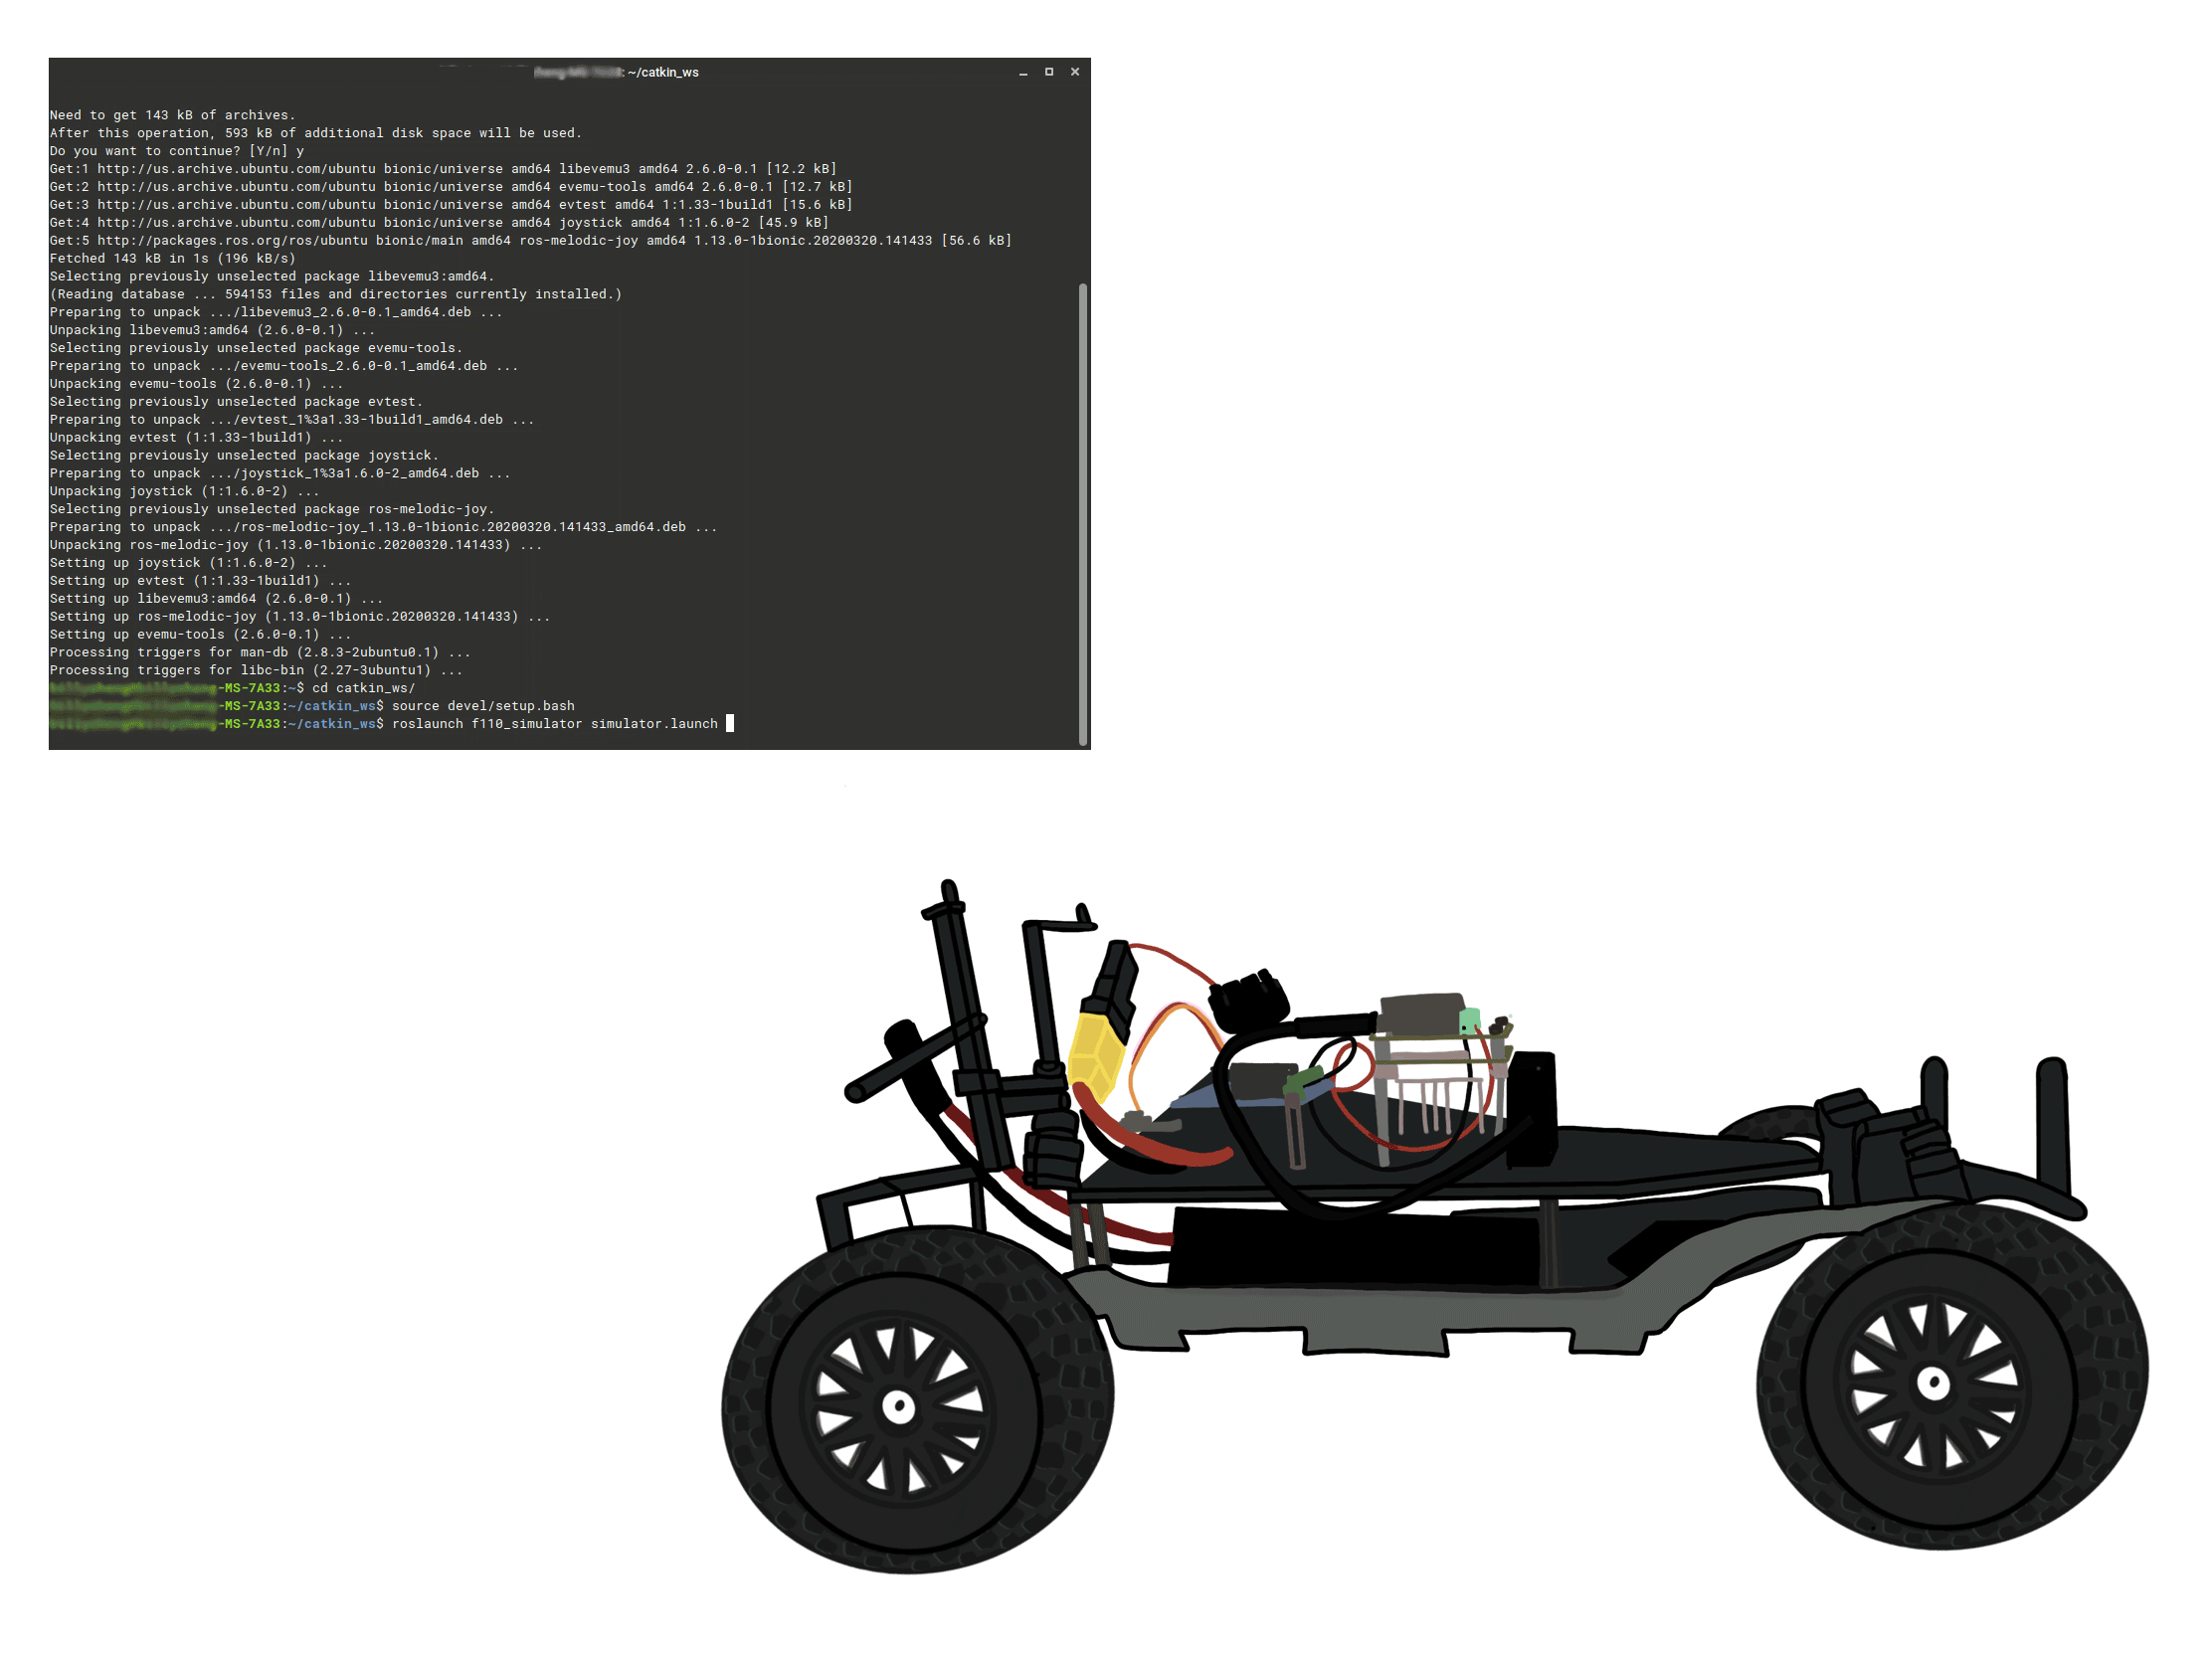 : ~/catkin_ws
Need to get 143 kB of archives.
After this operation, 593 kB of additional disk space will be used.
Do you want to continue? [Y/n] y
Get:1 http://us.archive.ubuntu.com/ubuntu bionic/universe amd64 libevemu3 amd64 2.6.0-0.1 [12.2 kB]
Get:2 http://us.archive.ubuntu.com/ubuntu bionic/universe amd64 evemu-tools amd64 2.6.0-0.1 [12.7 kB]
Get:3 http://us.archive.ubuntu.com/ubuntu bionic/universe amd64 evtest amd64 1:1.33-1build1 [15.6 kB]
Get:4 http://us.archive.ubuntu.com/ubuntu bionic/universe amd64 joystick amd64 1:1.6.0-2 [45.9 kB]
Get:5 http://packages.ros.org/ros/ubuntu bionic/main amd64 ros-melodic-joy amd64 1.13.0-1bionic.20200320.141433 [56.6 kB]
Fetched 143 kB in 1s (196 kB/s)
Selecting previously unselected package libevemu3:amd64.
(Reading database ... 594153 files and directories currently installed.)
Preparing to unpack .../libevemu3_2.6.0-0.1_amd64.deb ...
Unpacking libevemu3:amd64 (2.6.0-0.1) ...
Selecting previously unselected package evemu-tools.
Preparing to unpack .../evemu-tools_2.6.0-0.1_amd64.deb ...
Unpacking evemu-tools (2.6.0-0.1) ...
Selecting previously unselected package evtest.
Preparing to unpack .../evtest_1%3a1.33-1build1_amd64.deb ...
Unpacking evtest (1:1.33-1build1) ...
Selecting previously unselected package joystick.
Preparing to unpack .../joystick_1%3a1.6.0-2_amd64.deb ...
Unpacking joystick (1:1.6.0-2) ...
Selecting previously unselected package ros-melodic-joy.
Preparing to unpack .../ros-melodic-joy_1.13.0-1bionic.20200320.141433_amd64.deb ...
Unpacking ros-melodic-joy (1.13.0-1bionic.20200320.141433) ...
Setting up joystick (1:1.6.0-2) ...
Setting up evtest (1:1.33-1build1) ...
Setting up libevemu3:amd64 (2.6.0-0.1) ...
Setting up ros-melodic-joy (1.13.0-1bionic.20200320.141433) ...
Setting up evemu-tools (2.6.0-0.1) ...
Processing triggers for man-db (2.8.3-2ubuntu0.1) ...
Processing triggers for libc-bin (2.27-3ubuntu1) ...
-MS-7A33:~$ cd catkin_ws/
-MS-7A33:~/catkin_ws$ source devel/setup.bash
-MS-7A33:~/catkin_ws$ roslaunch f110_simulator simulator.launch